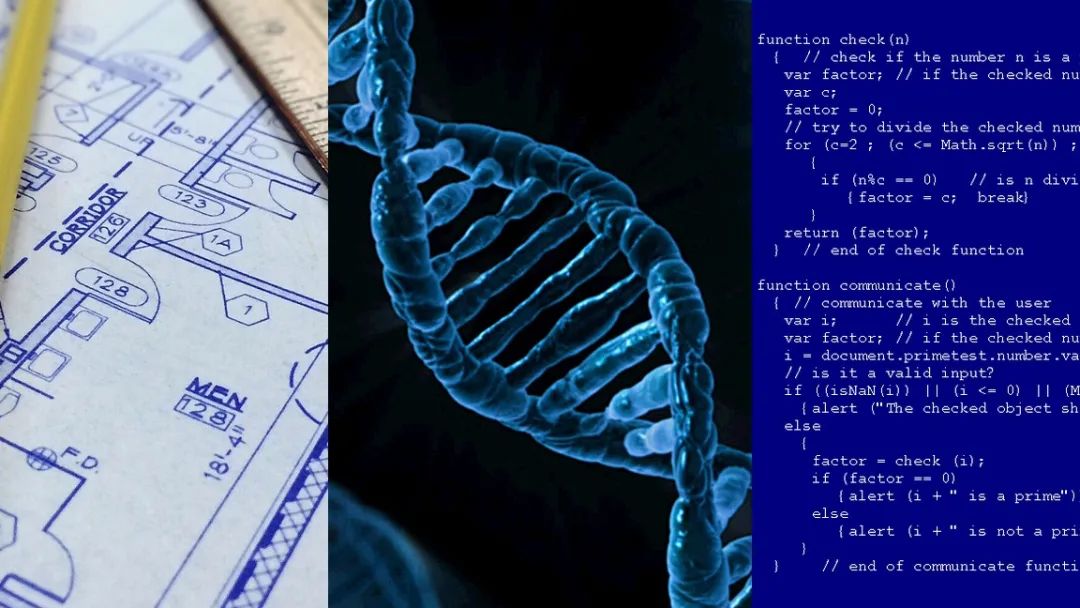 7
UP
5'-8"
125
123
CORRIDOR
126
1A
128
1
MEN
128
18'-4"
F.D.
function check(n)
{ // check if the number n is a
var factor; // if the checked nu
var c;
factor = 0;
// try to divide the checked num
for (c=2 ; (c <= Math.sqrt(n)) ;
{
if (n%c == 0) // is n divi
{factor = c; break}
}
return (factor);
} // end of check function
function communicate()
{ // communicate with the user
var i; // i is the checked
var factor; // if the checked nu
i = document.primetest.number.va
// is it a valid input?
if ((isNaN(i)) || (i <= 0) || (M
{alert ("The checked object sh
else
{
factor = check (i);
if (factor == 0)
{alert (i + " is a prime")
else
{alert (i + " is not a pri
}
} // end of communicate functi